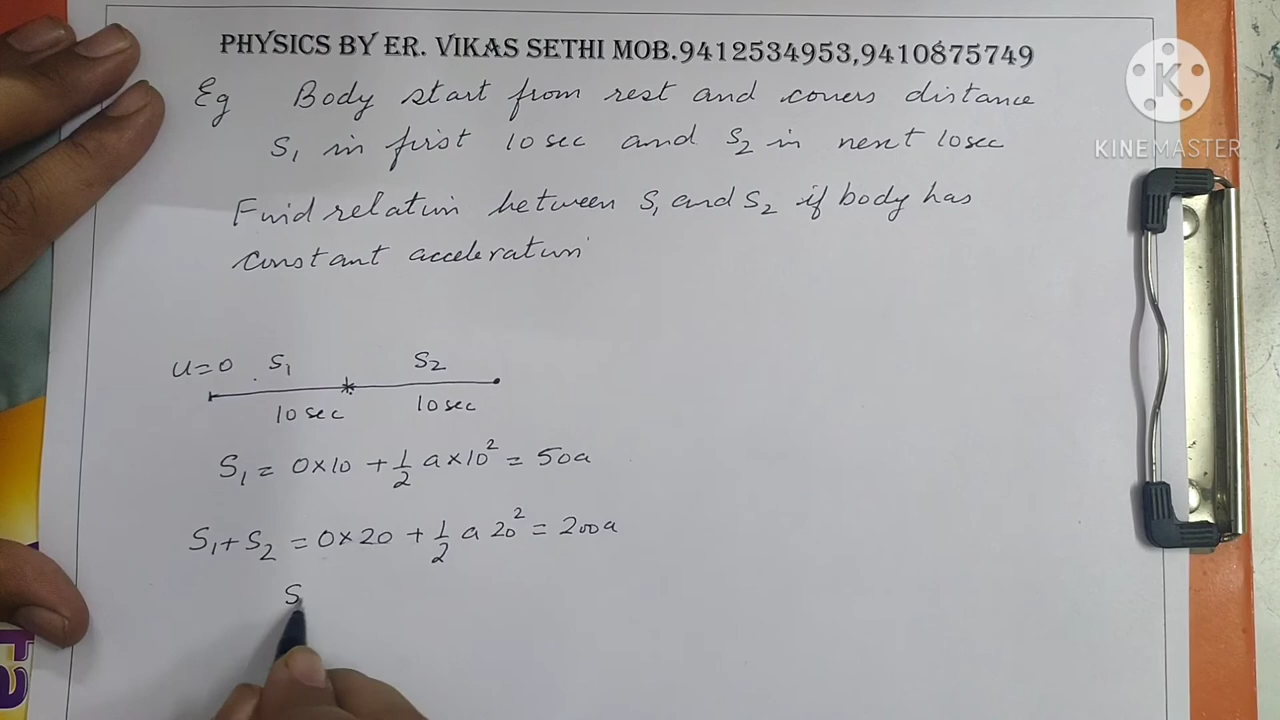 PHYSICS BY ER. VIKAS SETHI MOB.9412534953,9410875749
K
KINEMASTER
Eg Body start from rest and covers distance
S₁ in first 10 sec and S₂ in next 10sec
Find relation between S₁ and S₂ if body has
constant acceleration
u=0 S₁ S₂
10 sec 10 sec
S₁ = 0×10 + 1/2 a×10² = 50a
S₁+S₂ = 0×20 + 1/2 a 20² = 200a
S